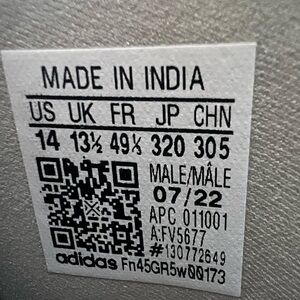 MADE IN INDIA
US UK FR JP CHN
14 13½ 49⅓ 320 305
MALE/MÂLE
07/22
APC 011001
A:FV5677
#130772649
adidas Fn45GR5w00173